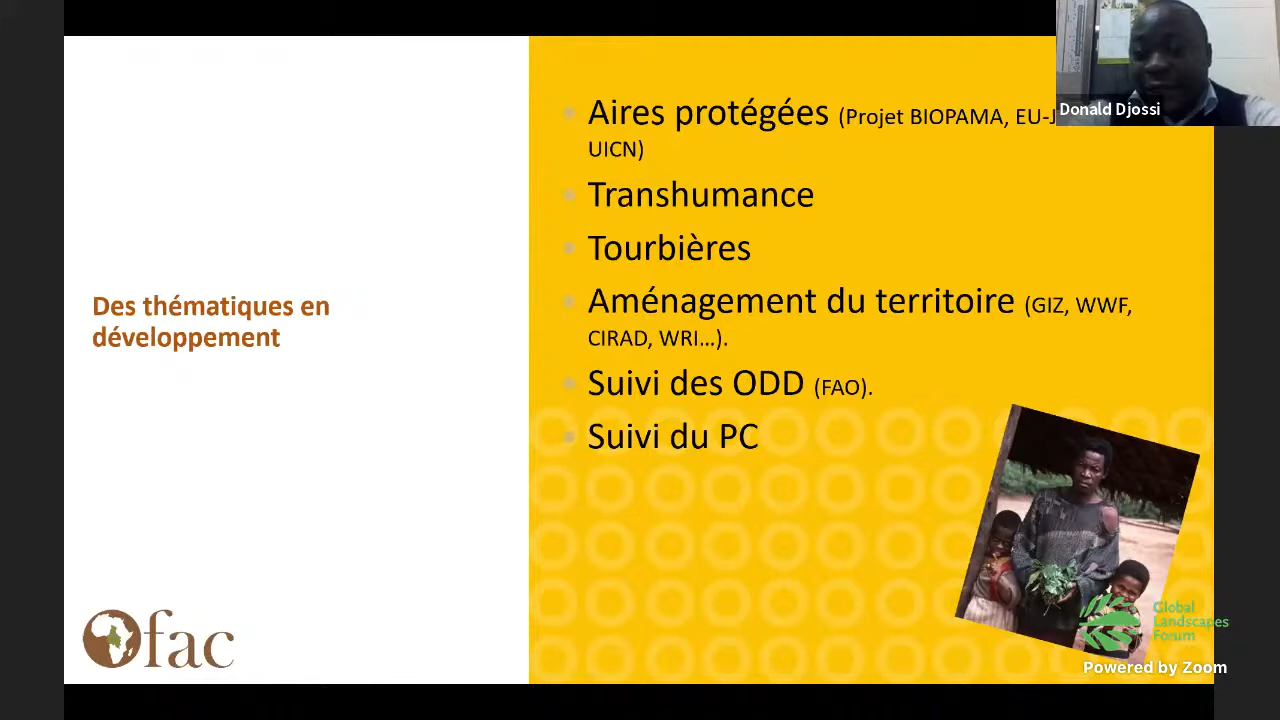 Donald Djossi
Aires protégées (Projet BIOPAMA, EU-J
UICN)
Transhumance
Tourbières
Des thématiques en
développement
Aménagement du territoire (GIZ, WWF,
CIRAD, WRI...).
Suivi des ODD (FAO).
Suivi du PC
Ofac
Global
Landscapes
Forum
Powered by Zoom